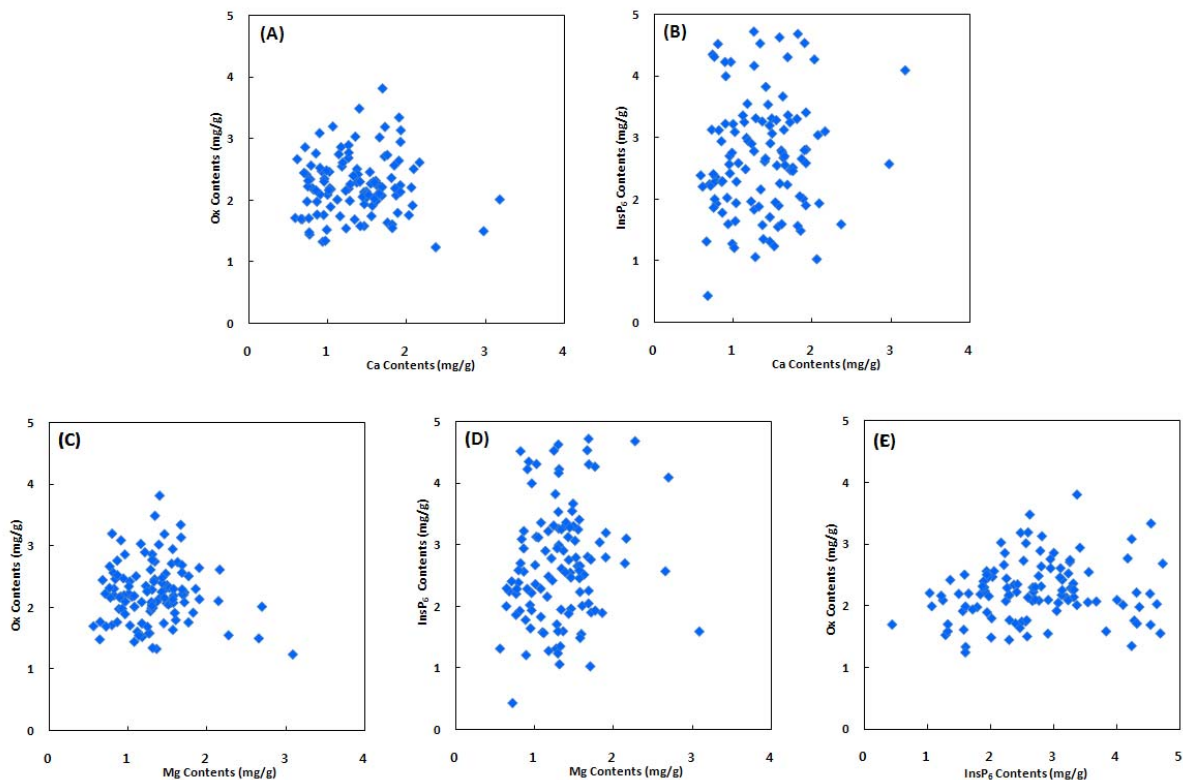 (A)
5
4
3
2
1
0
Ox Contents (mg/g)
0 1 2 3 4
Ca Contents (mg/g)
(B)
5
4
3
2
1
0
InsP₆ Contents (mg/g)
0 1 2 3 4
Ca Contents (mg/g)
(C)
5
4
3
2
1
0
Ox Contents (mg/g)
0 1 2 3 4
Mg Contents (mg/g)
(D)
5
4
3
2
1
0
InsP₆ Contents (mg/g)
0 1 2 3 4
Mg Contents (mg/g)
(E)
5
4
3
2
1
0
Ox Contents (mg/g)
0 1 2 3 4 5
InsP₆ Contents (mg/g)